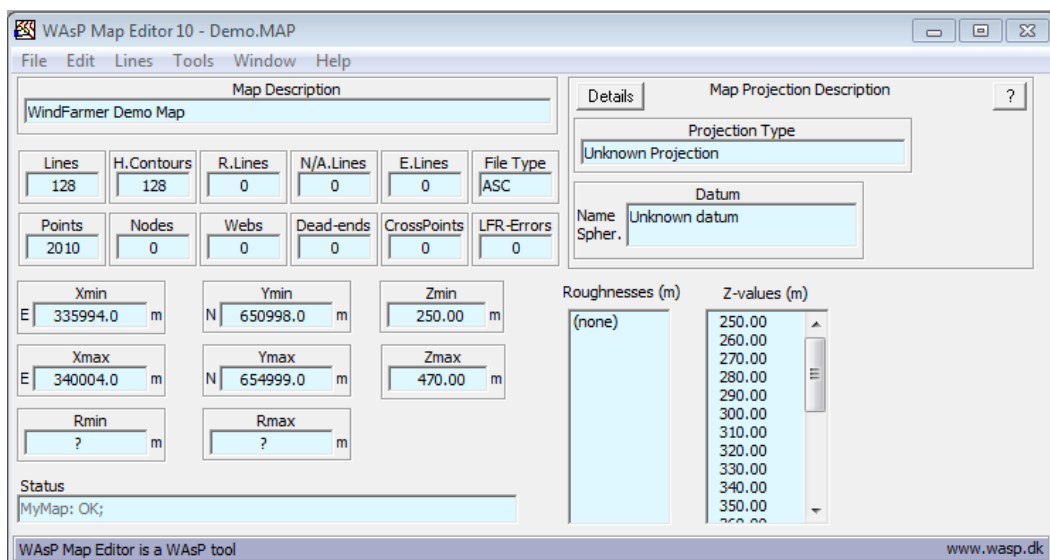 WAsP Map Editor 10 - Demo.MAP
File Edit Lines Tools Window Help
Map Description
WindFarmer Demo Map
Details
Map Projection Description
?
Projection Type
Unknown Projection
Datum
Name
Spher.
Unknown datum
Lines H.Contours R.Lines N/A.Lines E.Lines File Type
128 128 0 0 0 ASC
Points Nodes Webs Dead-ends CrossPoints LFR-Errors
2010 0 0 0 0 0
Xmin Ymin Zmin
E 335994.0 m N 650998.0 m 250.00 m
Xmax Ymax Zmax
E 340004.0 m N 654999.0 m 470.00 m
Rmin Rmax
? m ? m
Roughnesses (m)
(none)
Z-values (m)
250.00
260.00
270.00
280.00
290.00
300.00
310.00
320.00
330.00
340.00
350.00
Status
MyMap: OK;
WAsP Map Editor is a WAsP tool www.wasp.dk